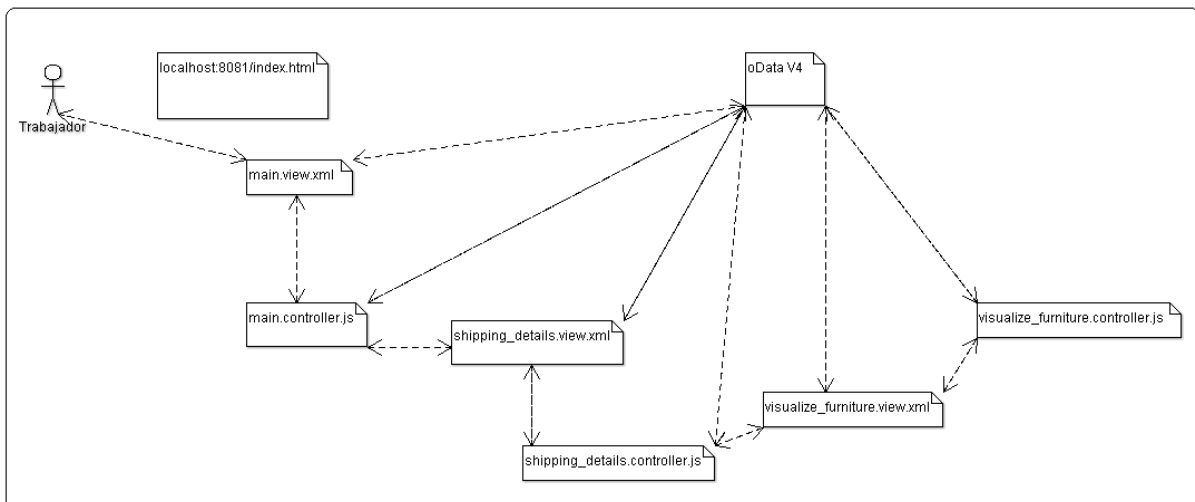 localhost:8081/index.html
oData V4
Trabajador
main.view.xml
main.controller.js
shipping_details.view.xml
visualize_furniture.controller.js
visualize_furniture.view.xml
shipping_details.controller.js